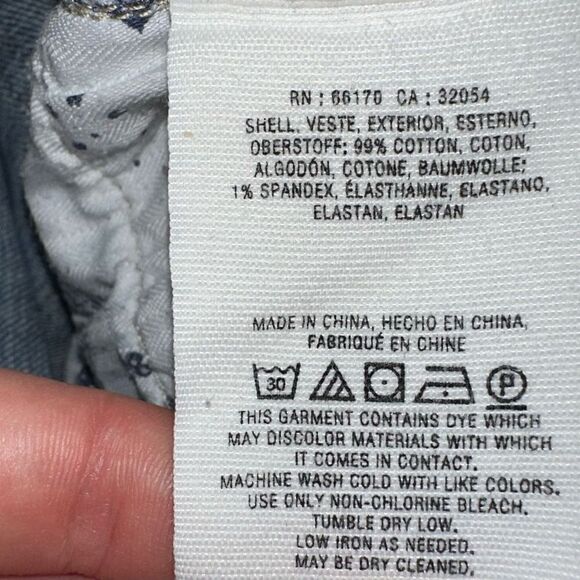 RN : 66170 CA : 32054
SHELL, VESTE, EXTERIOR, ESTERNO,
OBERSTOFF: 99% COTTON, COTON,
ALGODÓN, COTONE, BAUMWOLLE;
1% SPANDEX, ÉLASTHANNE, ELASTANO,
ELASTAN, ELASTAN
MADE IN CHINA, HECHO EN CHINA,
FABRIQUÉ EN CHINE
30 P
THIS GARMENT CONTAINS DYE WHICH
MAY DISCOLOR MATERIALS WITH WHICH
IT COMES IN CONTACT.
MACHINE WASH COLD WITH LIKE COLORS.
USE ONLY NON-CHLORINE BLEACH.
TUMBLE DRY LOW.
LOW IRON AS NEEDED.
MAY BE DRY CLEANED.